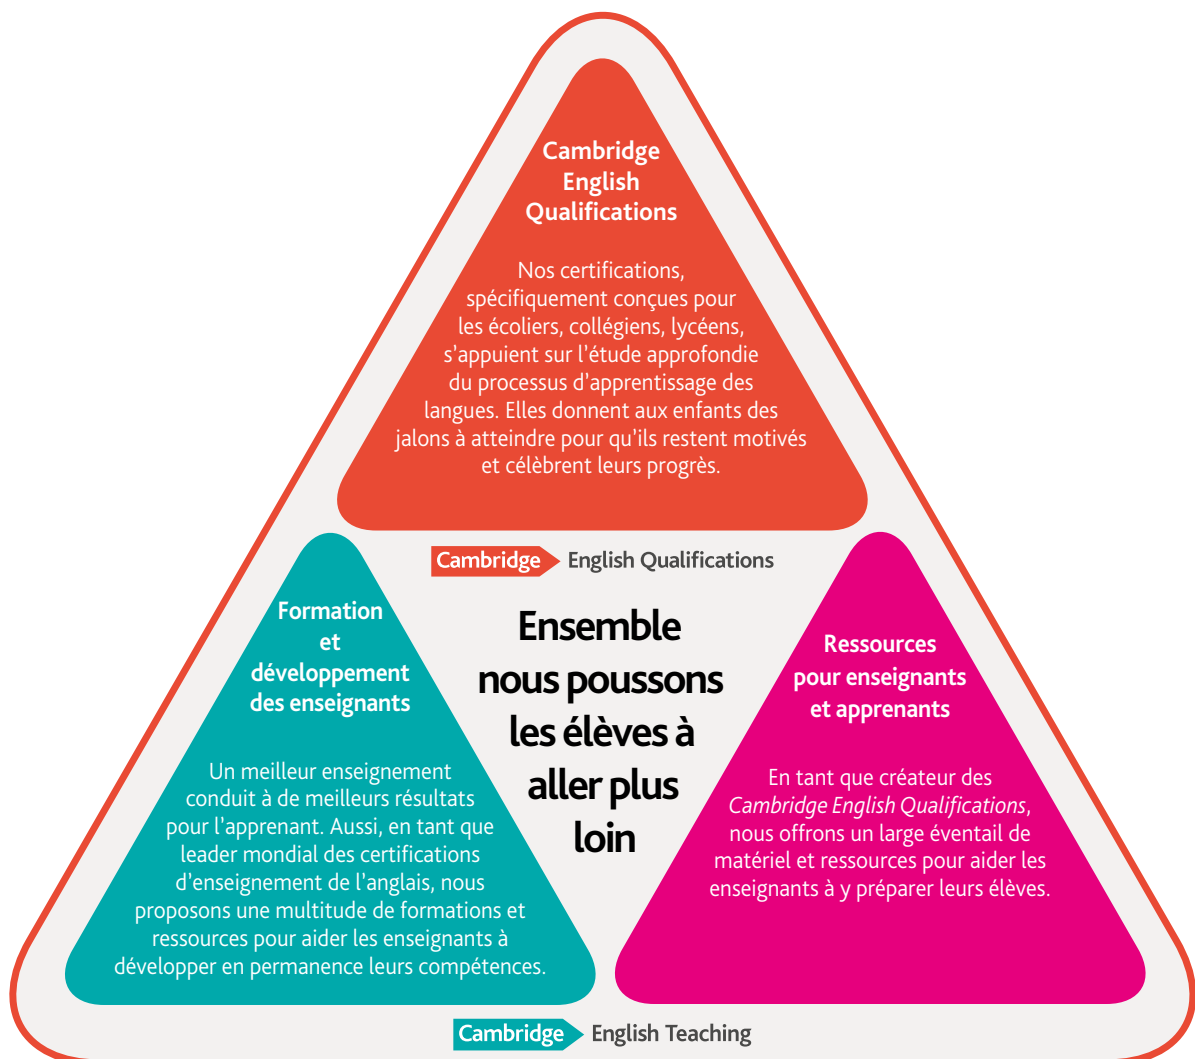 Cambridge
English
Qualifications
Nos certifications,
spécifiquement conçues pour
les écoliers, collégiens, lycéens,
s'appuient sur l'étude approfondie
du processus d'apprentissage des
langues. Elles donnent aux enfants des
jalons à atteindre pour qu'ils restent motivés
et célèbrent leurs progrès.
Cambridge English Qualifications
Ensemble
nous poussons
les élèves à
aller plus
loin
Formation
et
développement
des enseignants
Un meilleur enseignement
conduit à de meilleurs résultats
pour l'apprenant. Aussi, en tant que
leader mondial des certifications
d'enseignement de l'anglais, nous
proposons une multitude de formations et
ressources pour aider les enseignants à
développer en permanence leurs compétences.
Ressources
pour enseignants
et apprenants
En tant que créateur des
Cambridge English Qualifications,
nous offrons un large éventail de
matériel et ressources pour aider les
enseignants à y préparer leurs élèves.
Cambridge English Teaching